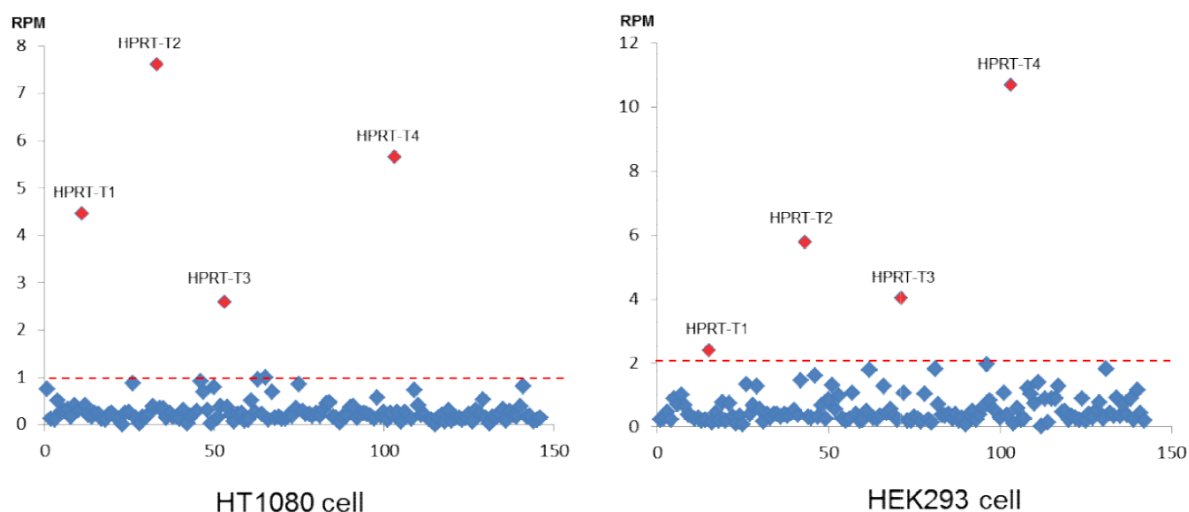 RPM
8
7
6
5
4
3
2
1
0
HPRT-T2
HPRT-T4
HPRT-T1
HPRT-T3
0
50
100
150
HT1080 cell
RPM
12
10
8
6
4
2
0
HPRT-T4
HPRT-T2
HPRT-T3
HPRT-T1
0
50
100
150
HEK293 cell